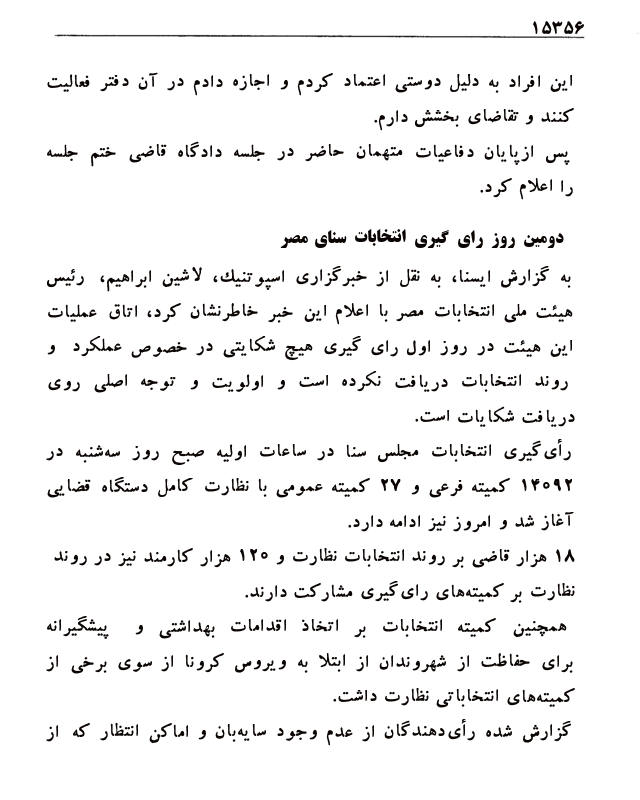 ۱۵۳۵۶
این افراد به دلیل دوستی اعتماد کردم و اجازه دادم در آن دفتر فعالیت
کنند و تقاضای بخشش دارم.
پس ازپایان دفاعیات متهمان حاضر در جلسه دادگاه قاضی ختم جلسه
را اعلام کرد.
دومین روز رای گیری انتخابات سنای مصر
به گزارش ایسنا، به نقل از خبرگزاری اسپوتنیك، لاشین ابراهیم، رئیس
هیئت ملی انتخابات مصر با اعلام این خبر خاطرنشان کرد، اتاق عملیات
این هیئت در روز اول رای گیری هیچ شکایتی در خصوص عملکرد و
روند انتخابات دریافت نکرده است و اولویت و توجه اصلی روی
دریافت شکایات است.
رأی‌گیری انتخابات مجلس سنا در ساعات اولیه صبح روز سه‌شنبه در
۱۴۰۹۲ کمیته فرعی و ۲۷ کمیته عمومی با نظارت کامل دستگاه قضایی
آغاز شد و امروز نیز ادامه دارد.
۱۸ هزار قاضی بر روند انتخابات نظارت و ۱۲۰ هزار کارمند نیز در روند
نظارت بر کمیته‌های رای‌گیری مشارکت دارند.
همچنین کمیته انتخابات بر اتخاذ اقدامات بهداشتی و پیشگیرانه
برای حفاظت از شهروندان از ابتلا به ویروس کرونا از سوی برخی از
کمیته‌های انتخاباتی نظارت داشت.
گزارش شده رأی‌دهندگان از عدم وجود سایه‌بان و اماکن انتظار که از